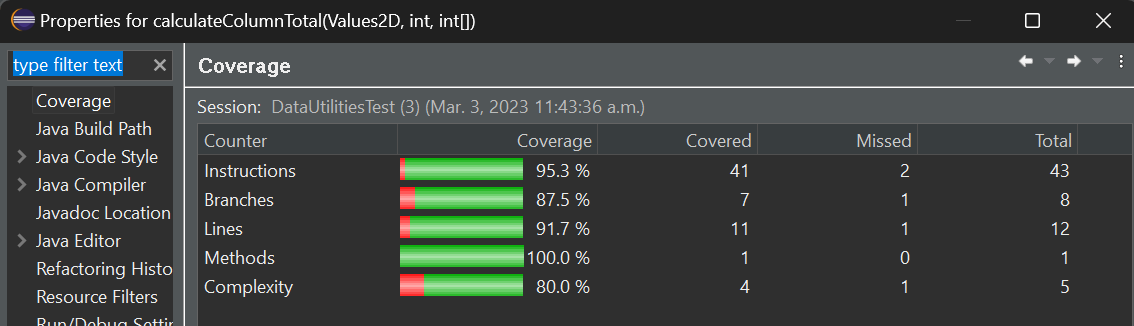 Properties for calculateColumnTotal(Values2D, int, int[])
type filter text
Coverage
Java Build Path
Java Code Style
Java Compiler
Javadoc Location
Java Editor
Refactoring Histo
Resource Filters
Run/Debug Settin
Coverage
Session: DataUtilitiesTest (3) (Mar. 3, 2023 11:43:36 a.m.)
Counter Coverage Covered Missed Total
Instructions 95.3 % 41 2 43
Branches 87.5 % 7 1 8
Lines 91.7 % 11 1 12
Methods 100.0 % 1 0 1
Complexity 80.0 % 4 1 5